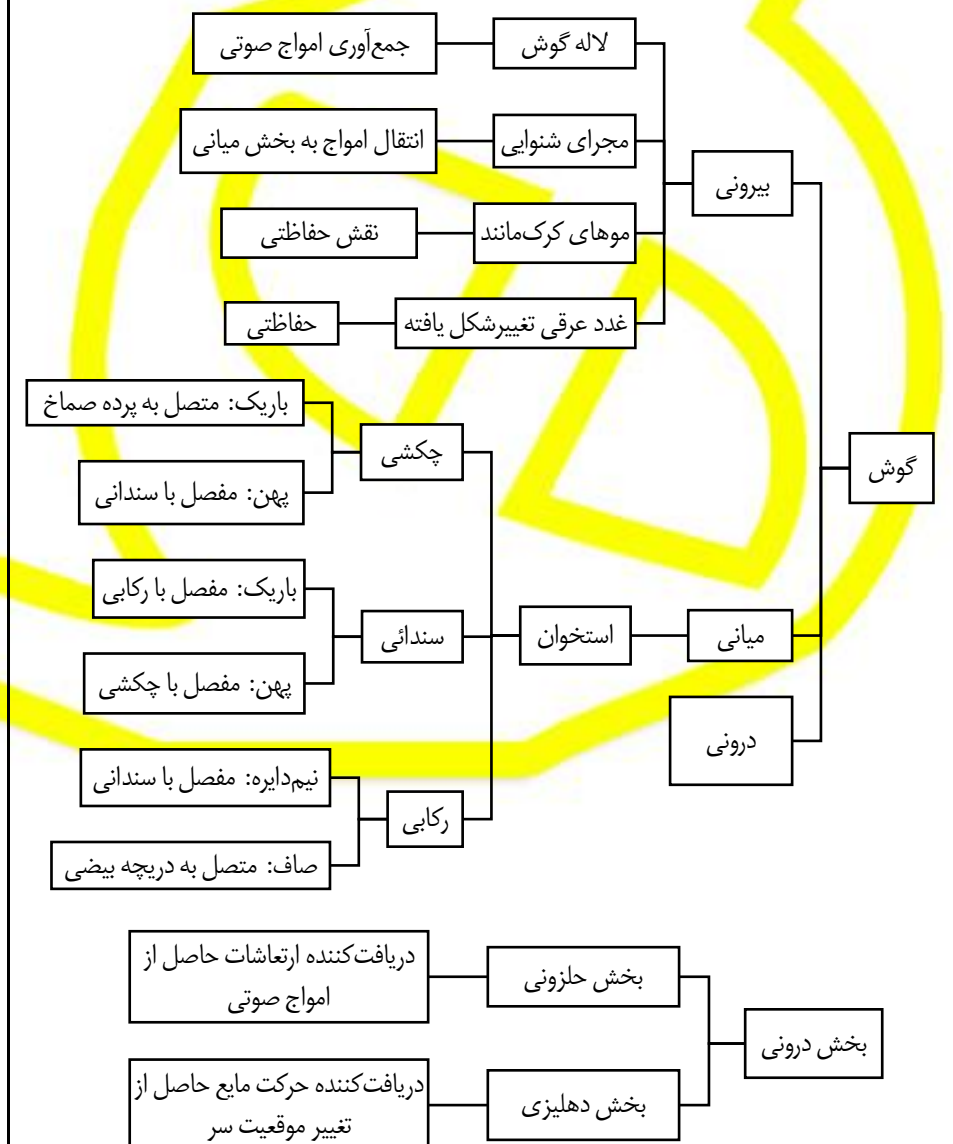 گوش
بیرونی
لاله گوش
جمع‌آوری امواج صوتی
مجرای شنوایی
انتقال امواج به بخش میانی
موهای کرک‌مانند
نقش حفاظتی
غدد عرقی تغییرشکل یافته
حفاظتی
میانی
استخوان
چکشی
باریک: متصل به پرده صماخ
پهن: مفصل با سندانی
سندائی
باریک: مفصل با رکابی
پهن: مفصل با چکشی
رکابی
نیم‌دایره: مفصل با سندانی
صاف: متصل به دریچه بیضی
درونی
بخش درونی
بخش حلزونی
دریافت‌کننده ارتعاشات حاصل از
امواج صوتی
بخش دهلیزی
دریافت‌کننده حرکت مایع حاصل از
تغییر موقعیت سر